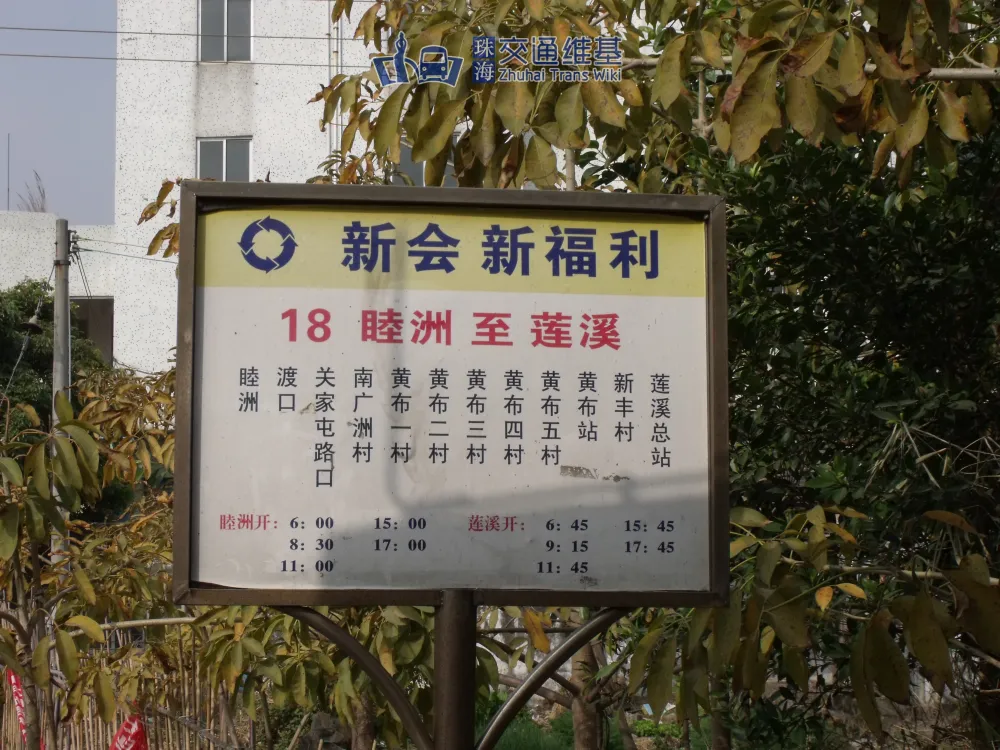 珠海 交通维基
Zhuhai Trans Wiki
新会新福利
18 睦洲 至 莲溪
睦洲
渡口
关家屯路口
南广洲村
黄布一村
黄布二村
黄布三村
黄布四村
黄布五村
黄布站
新丰村
莲溪总站
睦洲开: 6: 00 15: 00 莲溪开: 6: 45 15: 45
8: 30 17: 00 9: 15 17: 45
11: 00 11: 45